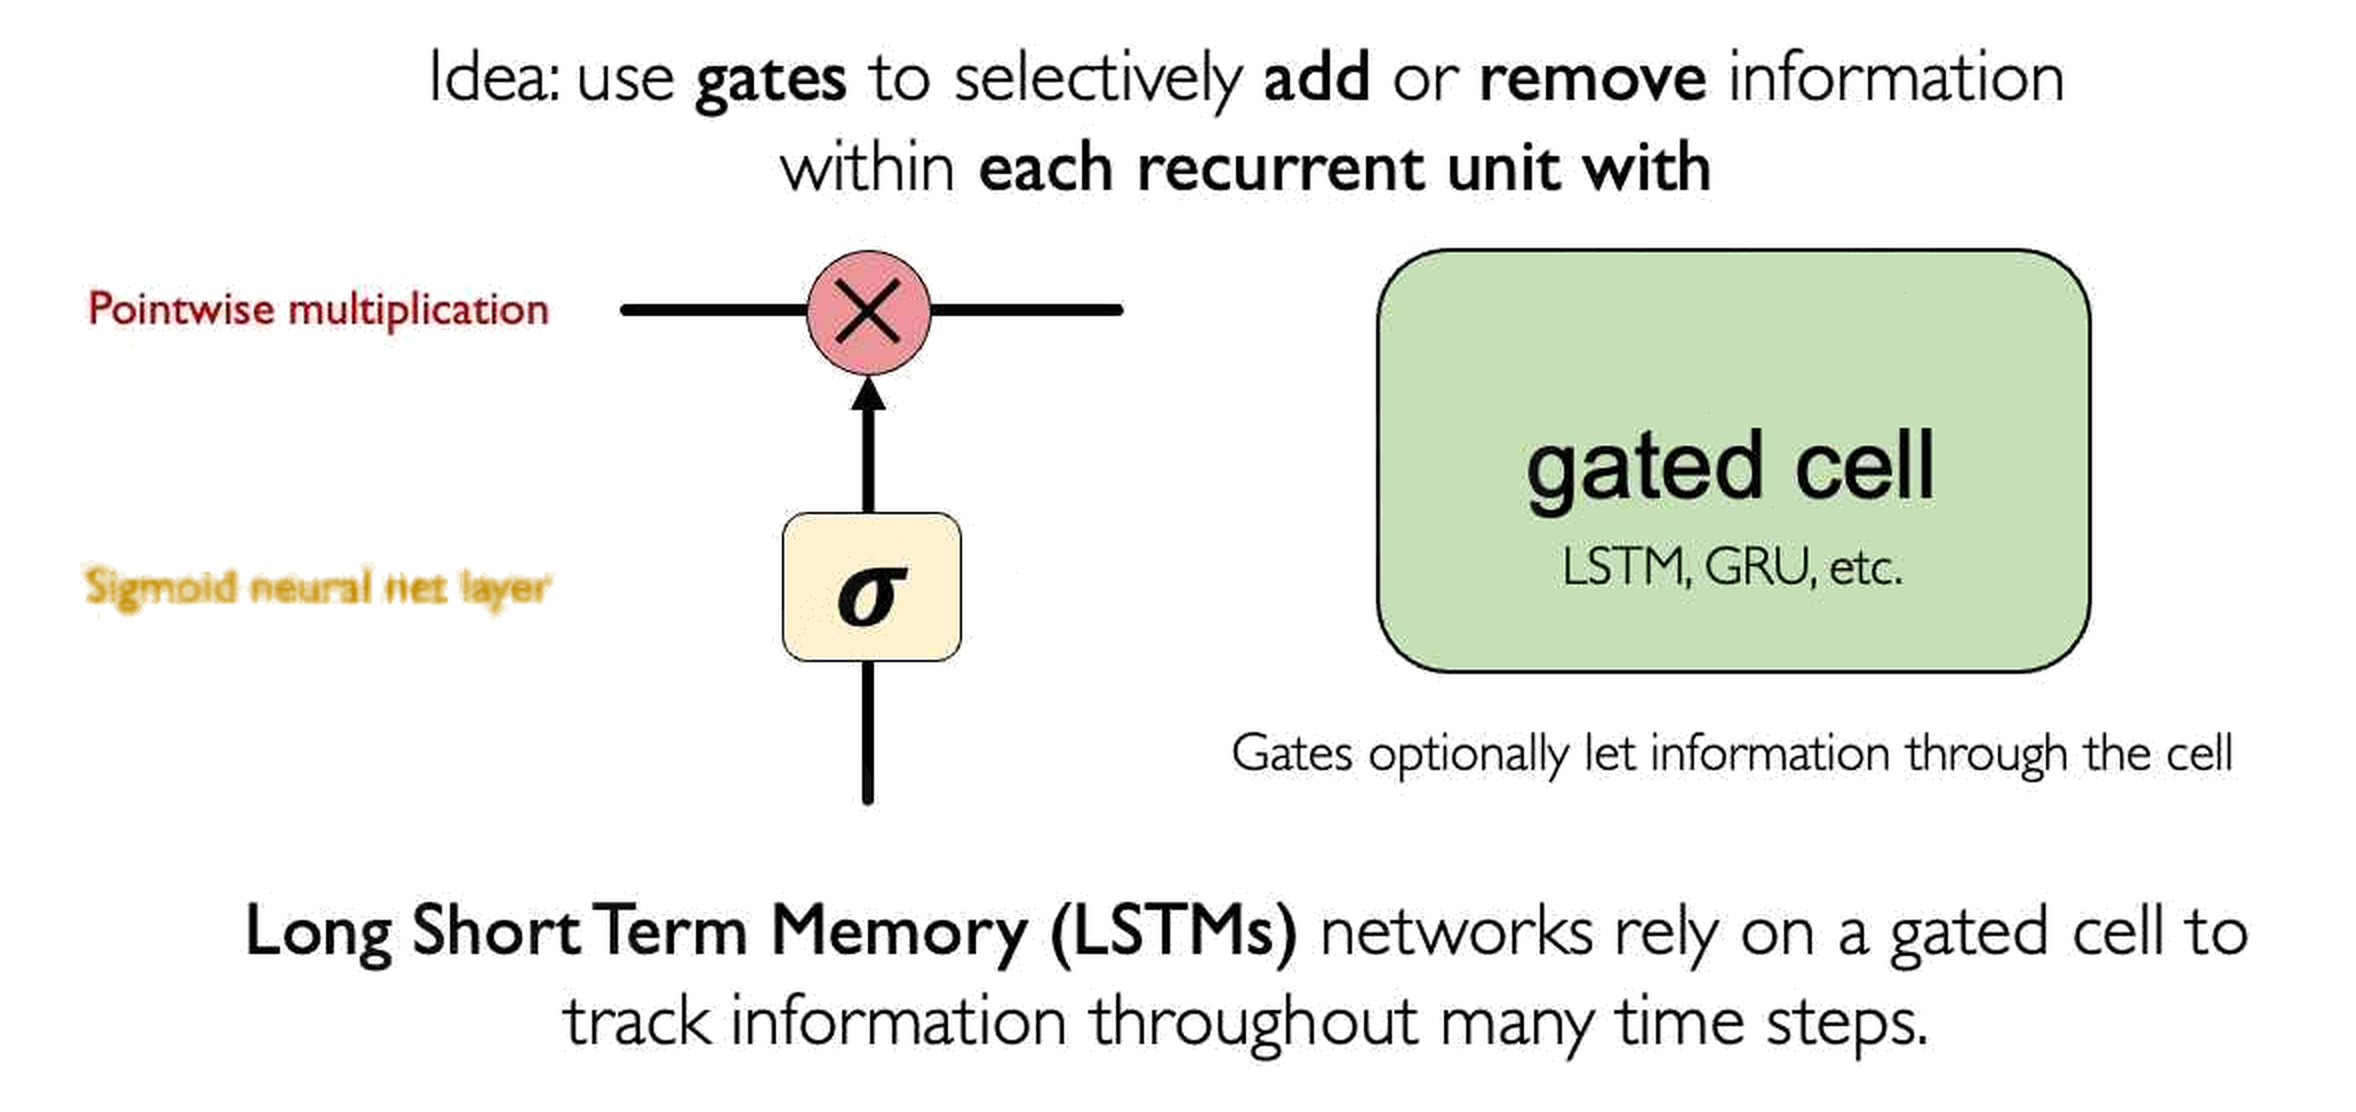 Idea: use gates to selectively add or remove information
within each recurrent unit with
Pointwise multiplication
Sigmoid neural net layer
σ
gated cell
LSTM, GRU, etc.
Gates optionally let information through the cell
Long Short Term Memory (LSTMs) networks rely on a gated cell to
track information throughout many time steps.